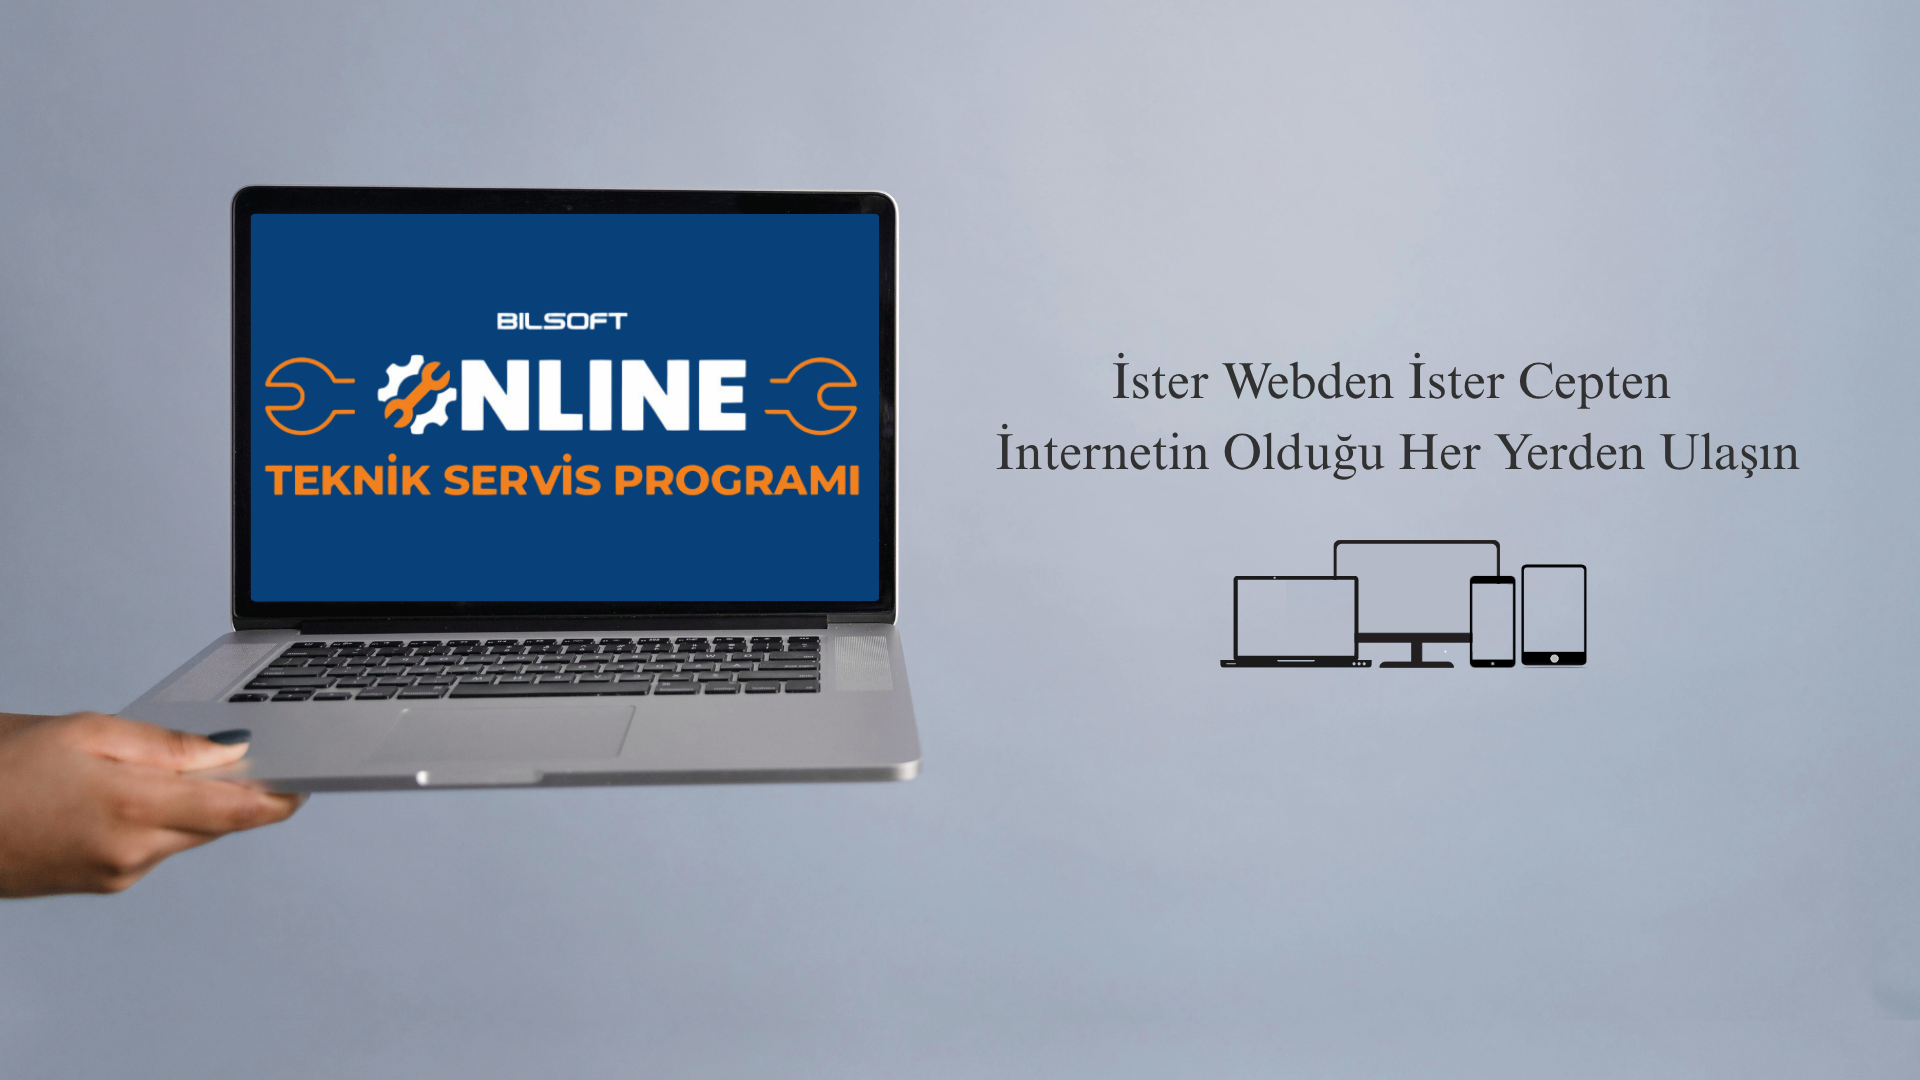 BILSOFT
ONLINE
TEKNİK SERVİS PROGRAMI
İster Webden İster Cepten
İnternetin Olduğu Her Yerden Ulaşın